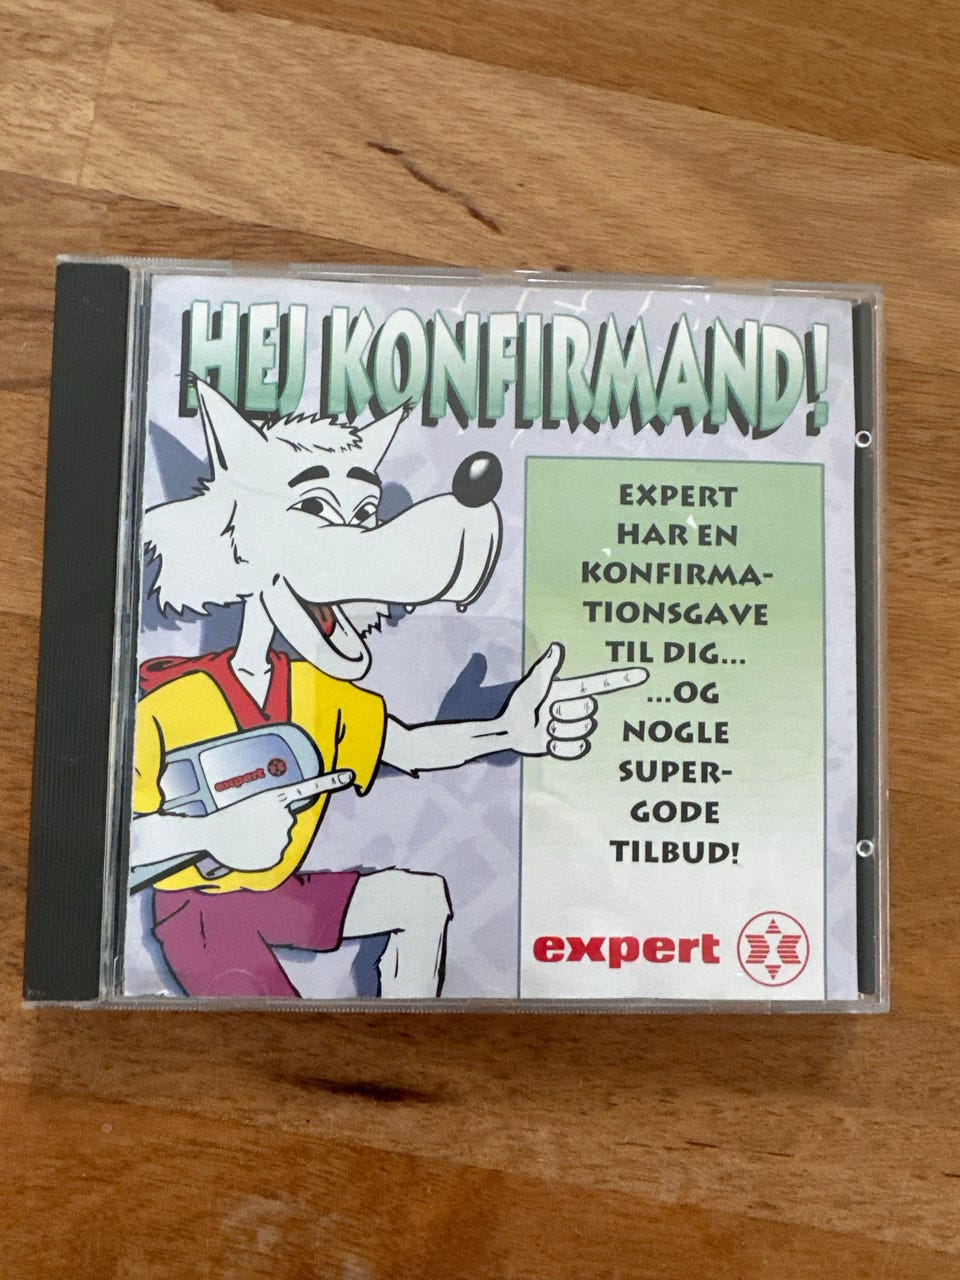 HEJ KONFIRMAND!
EXPERT
HAR EN
KONFIRMA-
TIONSGAVE
TIL DIG...
...OG
NOGLE
SUPER-
GODE
TILBUD!
expert
expert